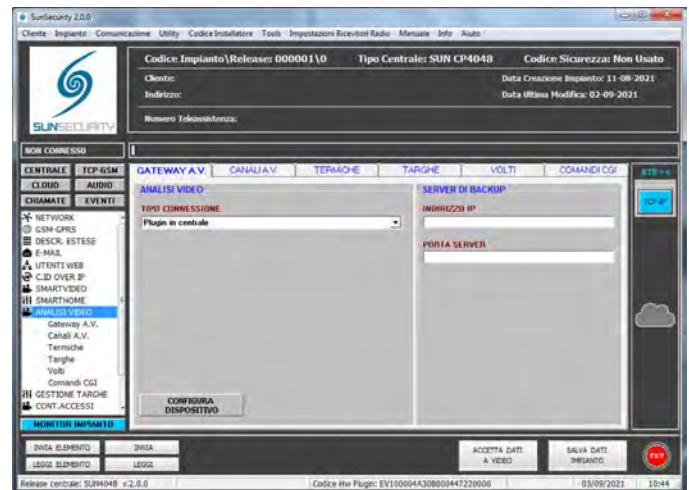 SunSecurity 2.0.0
Cliente Impianto Comunicazione Utility Codice Installatore Tools Impostazioni Ricevitori Radio Manuale Info Aiuto
SUNSECURITY
Codice Impianto\Release: 000001\0 Tipo Centrale: SUN CP4048 Codice Sicurezza: Non Usato
Cliente: Data Creazione Impianto: 11-08-2021
Indirizzo: Data Ultima Modifica: 02-09-2021
Numero Teleassistenza:
NON CONNESSO
CENTRALE TCP-GSM
CLOUD AUDIO
CHIAMATE EVENTI
GATEWAY A.V. CANALI A.V. TERMICHE TARGHE VOLTI COMANDI CGI
ANALISI VIDEO
TIPO CONNESSIONE
Plugin in centrale
SERVER DI BACKUP
INDIRIZZO IP
PORTA SERVER
TCP-IP
NETWORK
GSM-GPRS
DESCR. ESTESE
E-MAIL
UTENTI WEB
C.ID OVER IP
SMARTVIDEO
SMARTHOME
ANALISI VIDEO
Gateway A.V.
Canali A.V.
Termiche
Targhe
Volti
Comandi CGI
GESTIONE TARGHE
CONT.ACCESSI
CONFIGURA DISPOSITIVO
MONITOR IMPIANTO
INVIA ELEMENTO INVIA
LEGGI ELEMENTO LEGGI
ACCETTA DATI A VIDEO
SALVA DATI IMPIANTO
EXIT
Release centrale: SUN4048 v.2.0.0 Codice Hw Plugin: EV100004A308000447220000 03/09/2021 10:44